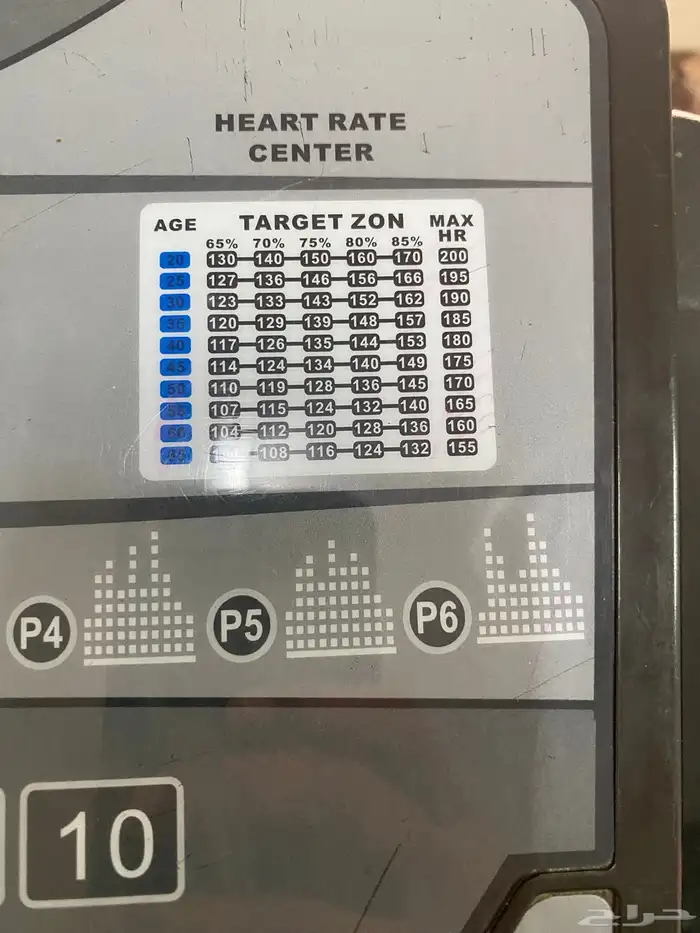 HEART RATE
CENTER
AGE TARGET ZON MAX HR
65% 70% 75% 80% 85%
20 130 140 150 160 170 200
25 127 136 146 156 166 195
30 123 133 143 152 162 190
35 120 129 139 148 157 185
40 117 126 135 144 153 180
45 114 124 134 140 149 175
50 110 119 128 136 145 170
55 107 115 124 132 140 165
60 104 112 120 128 136 160
65 108 116 124 132 155
P4 P5 P6
10
حراج